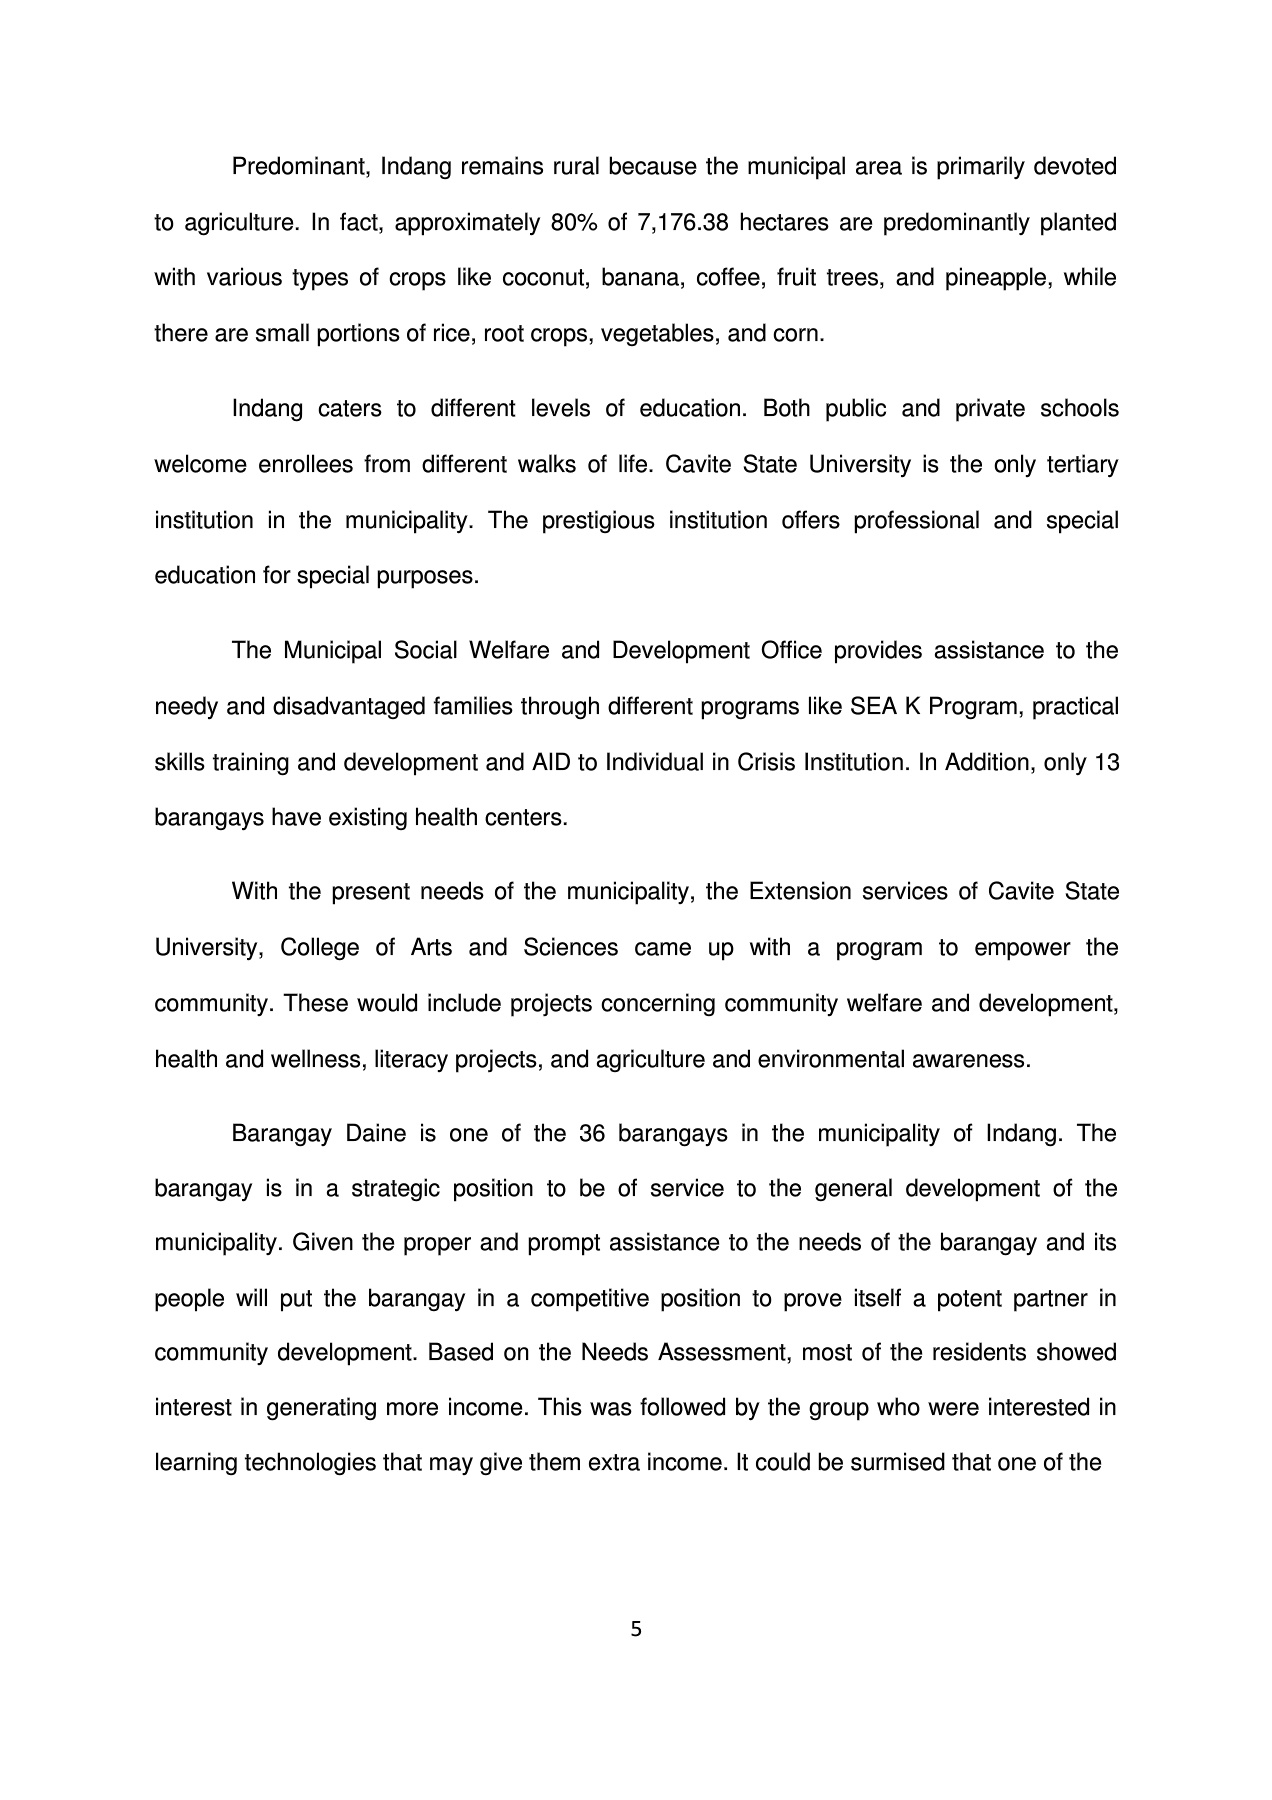 Predominant, Indang remains rural because the municipal area is primarily devoted
to agriculture. In fact, approximately 80% of 7,176.38 hectares are predominantly planted
with various types of crops like coconut, banana, coffee, fruit trees, and pineapple, while
there are small portions of rice, root crops, vegetables, and corn.
Indang caters to different levels of education. Both public and private schools
welcome enrollees from different walks of life. Cavite State University is the only tertiary
institution in the municipality. The prestigious institution offers professional and special
education for special purposes.
The Municipal Social Welfare and Development Office provides assistance to the
needy and disadvantaged families through different programs like SEA K Program, practical
skills training and development and AID to Individual in Crisis Institution. In Addition, only 13
barangays have existing health centers.
With the present needs of the municipality, the Extension services of Cavite State
University, College of Arts and Sciences came up with a program to empower the
community. These would include projects concerning community welfare and development,
health and wellness, literacy projects, and agriculture and environmental awareness.
Barangay Daine is one of the 36 barangays in the municipality of Indang. The
barangay is in a strategic position to be of service to the general development of the
municipality. Given the proper and prompt assistance to the needs of the barangay and its
people will put the barangay in a competitive position to prove itself a potent partner in
community development. Based on the Needs Assessment, most of the residents showed
interest in generating more income. This was followed by the group who were interested in
learning technologies that may give them extra income. It could be surmised that one of the
5